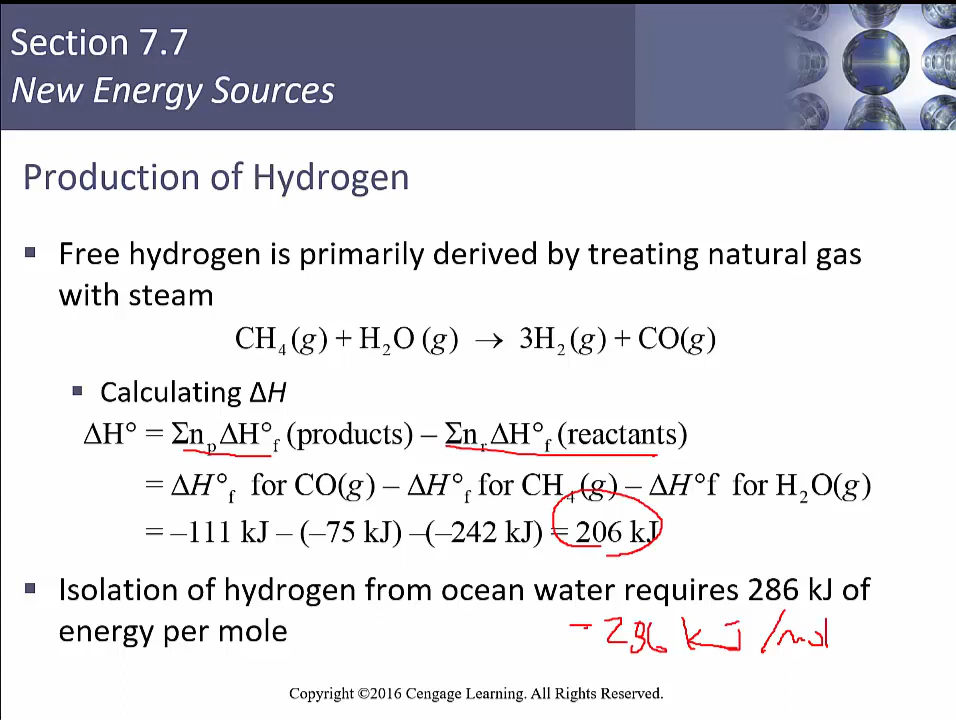 Section 7.7
New Energy Sources
Production of Hydrogen
▪ Free hydrogen is primarily derived by treating natural gas
with steam
CH₄(g) + H₂O (g) → 3H₂(g) + CO(g)
▪ Calculating ΔH
ΔH° = ΣnₚΔH°f (products) – ΣnᵣΔH°f (reactants)
= ΔH°f for CO(g) – ΔH°f for CH₄(g) – ΔH°f for H₂O(g)
= –111 kJ – (–75 kJ) –(–242 kJ) = 206 kJ
▪ Isolation of hydrogen from ocean water requires 286 kJ of
energy per mole
- 286 kJ /mol
Copyright ©2016 Cengage Learning. All Rights Reserved.